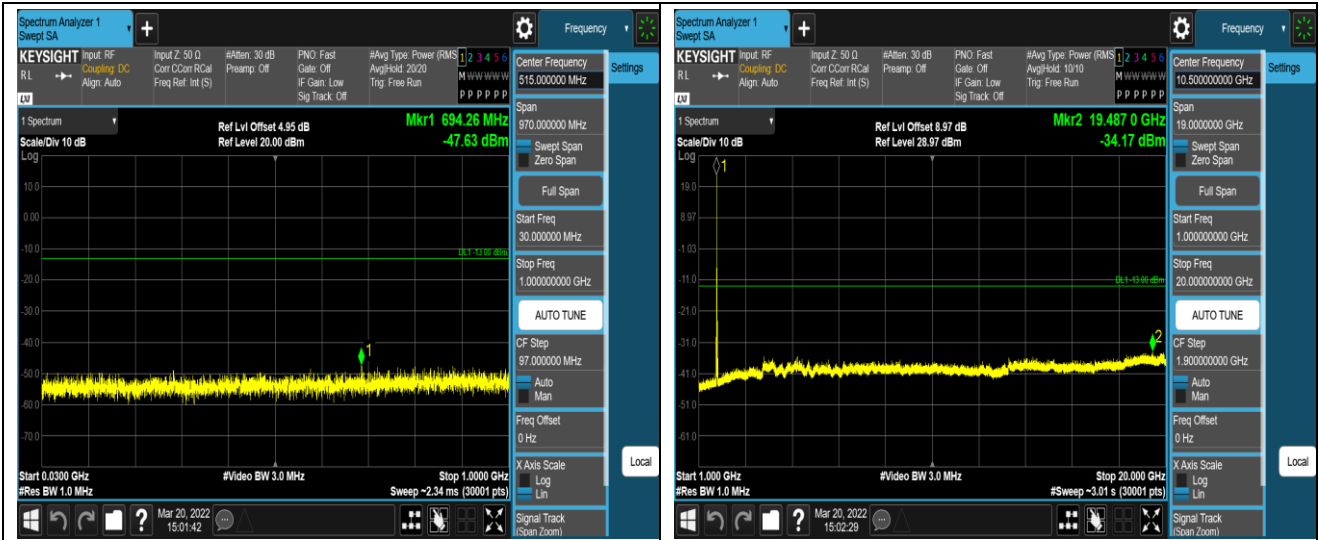 Spectrum Analyzer 1
Swept SA
+
Frequency
KEYSIGHT
RL
Input: RF
Coupling: DC
Align: Auto
Input Z: 50 Ω
Corr CCorr RCal
Freq Ref: Int (S)
#Atten: 30 dB
Preamp: Off
PNO: Fast
Gate: Off
IF Gain: Low
Sig Track: Off
#Avg Type: Power (RMS
Avg|Hold: 20/20
Trig: Free Run
1 2 3 4 5 6
M W W W W W
P P P P P P
1 Spectrum
Scale/Div 10 dB
Log
Ref Lvl Offset 4.95 dB
Ref Level 20.00 dBm
Mkr1 694.26 MHz
-47.63 dBm
10.0
0.00
-10.0
DL1 -13.00 dBm
-20.0
-30.0
-40.0
1
-50.0
-60.0
-70.0
Start 0.0300 GHz
#Res BW 1.0 MHz
#Video BW 3.0 MHz
Stop 1.0000 GHz
Sweep ~2.34 ms (30001 pts)
Center Frequency
515.000000 MHz
Settings
Span
970.000000 MHz
Swept Span
Zero Span
Full Span
Start Freq
30.000000 MHz
Stop Freq
1.000000000 GHz
AUTO TUNE
CF Step
97.000000 MHz
Auto
Man
Freq Offset
0 Hz
X Axis Scale
Log
Lin
Local
Signal Track
(Span Zoom)
?
Mar 20, 2022
15:01:42
Spectrum Analyzer 1
Swept SA
+
Frequency
KEYSIGHT
RL
Input: RF
Coupling: DC
Align: Auto
Input Z: 50 Ω
Corr CCorr RCal
Freq Ref: Int (S)
#Atten: 30 dB
Preamp: Off
PNO: Fast
Gate: Off
IF Gain: Low
Sig Track: Off
#Avg Type: Power (RMS
Avg|Hold: 10/10
Trig: Free Run
1 2 3 4 5 6
M W W W W W
P P P P P P
1 Spectrum
Scale/Div 10 dB
Log
Ref Lvl Offset 8.97 dB
Ref Level 28.97 dBm
Mkr2 19.487 0 GHz
-34.17 dBm
1
19.0
8.97
-1.03
-11.0
DL1 -13.00 dBm
-21.0
-31.0
2
-41.0
-51.0
-61.0
Start 1.000 GHz
#Res BW 1.0 MHz
#Video BW 3.0 MHz
Stop 20.000 GHz
#Sweep ~3.01 s (30001 pts)
Center Frequency
10.500000000 GHz
Settings
Span
19.0000000 GHz
Swept Span
Zero Span
Full Span
Start Freq
1.000000000 GHz
Stop Freq
20.000000000 GHz
AUTO TUNE
CF Step
1.900000000 GHz
Auto
Man
Freq Offset
0 Hz
X Axis Scale
Log
Lin
Local
Signal Track
(Span Zoom)
?
Mar 20, 2022
15:02:29